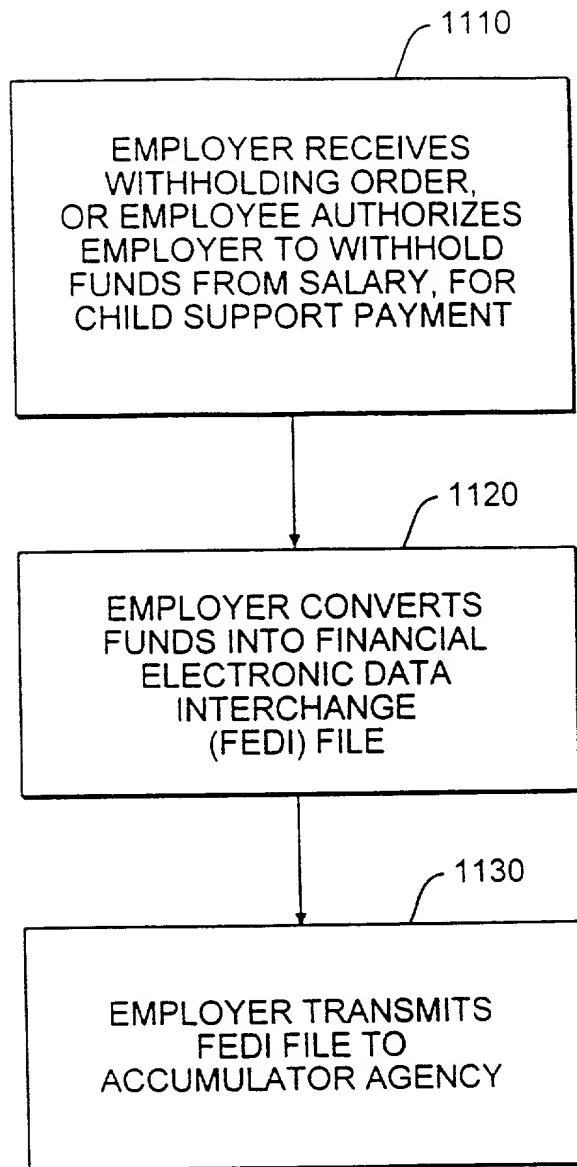 1110
EMPLOYER RECEIVES
WITHHOLDING ORDER,
OR EMPLOYEE AUTHORIZES
EMPLOYER TO WITHHOLD
FUNDS FROM SALARY, FOR
CHILD SUPPORT PAYMENT
1120
EMPLOYER CONVERTS
FUNDS INTO FINANCIAL
ELECTRONIC DATA
INTERCHANGE
(FEDI) FILE
1130
EMPLOYER TRANSMITS
FEDI FILE TO
ACCUMULATOR AGENCY